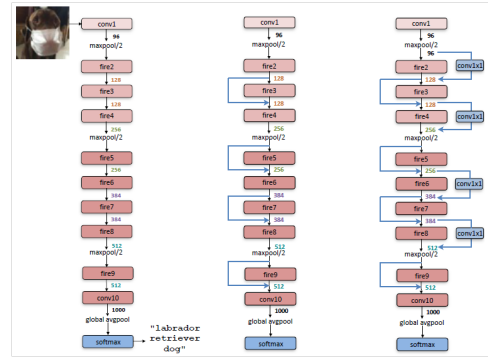 conv1
96
maxpool/2
fire2
128
fire3
128
fire4
256
maxpool/2
fire5
256
fire6
384
fire7
384
fire8
512
maxpool/2
fire9
512
conv10
1000
global avgpool
softmax
"labrador
retriever
dog"
conv1
96
maxpool/2
fire2
128
fire3
128
fire4
256
maxpool/2
fire5
256
fire6
384
fire7
384
fire8
512
maxpool/2
fire9
512
conv10
1000
global avgpool
softmax
conv1
96
maxpool/2
96
conv1x1
fire2
128
fire3
128
conv1x1
fire4
256
maxpool/2
fire5
256
conv1x1
fire6
384
fire7
384
conv1x1
fire8
512
maxpool/2
fire9
512
conv10
1000
global avgpool
softmax